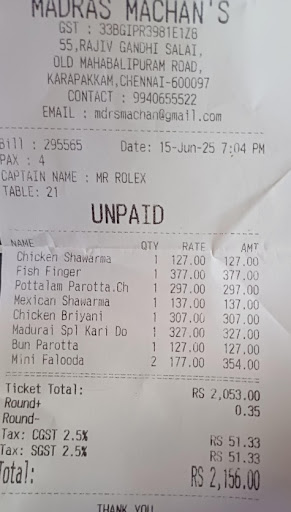 MADRAS MACHAN'S
GST : 33BGIPR3981E1Z6
55,RAJIV GANDHI SALAI,
OLD MAHABALIPURAM ROAD,
KARAPAKKAM,CHENNAI-600097
CONTACT : 9940655522
EMAIL : mdrsmachan@gmail.com
Bill : 295565 Date: 15-Jun-25 7:04 PM
PAX : 4
CAPTAIN NAME : MR ROLEX
TABLE: 21
UNPAID
NAME QTY RATE AMT
Chicken Shawarma 1 127.00 127.00
Fish Finger 1 377.00 377.00
Pottalam Parotta.Ch 1 297.00 297.00
Mexican Shawarma 1 137.00 137.00
Chicken Briyani 1 307.00 307.00
Madurai Spl Kari Do 1 327.00 327.00
Bun Parotta 1 127.00 127.00
Mini Falooda 2 177.00 354.00
Ticket Total: RS 2,053.00
Round+ 0.35
Round-
Tax: CGST 2.5% RS 51.33
Tax: SGST 2.5% RS 51.33
Total: RS 2,156.00
THANK YOU